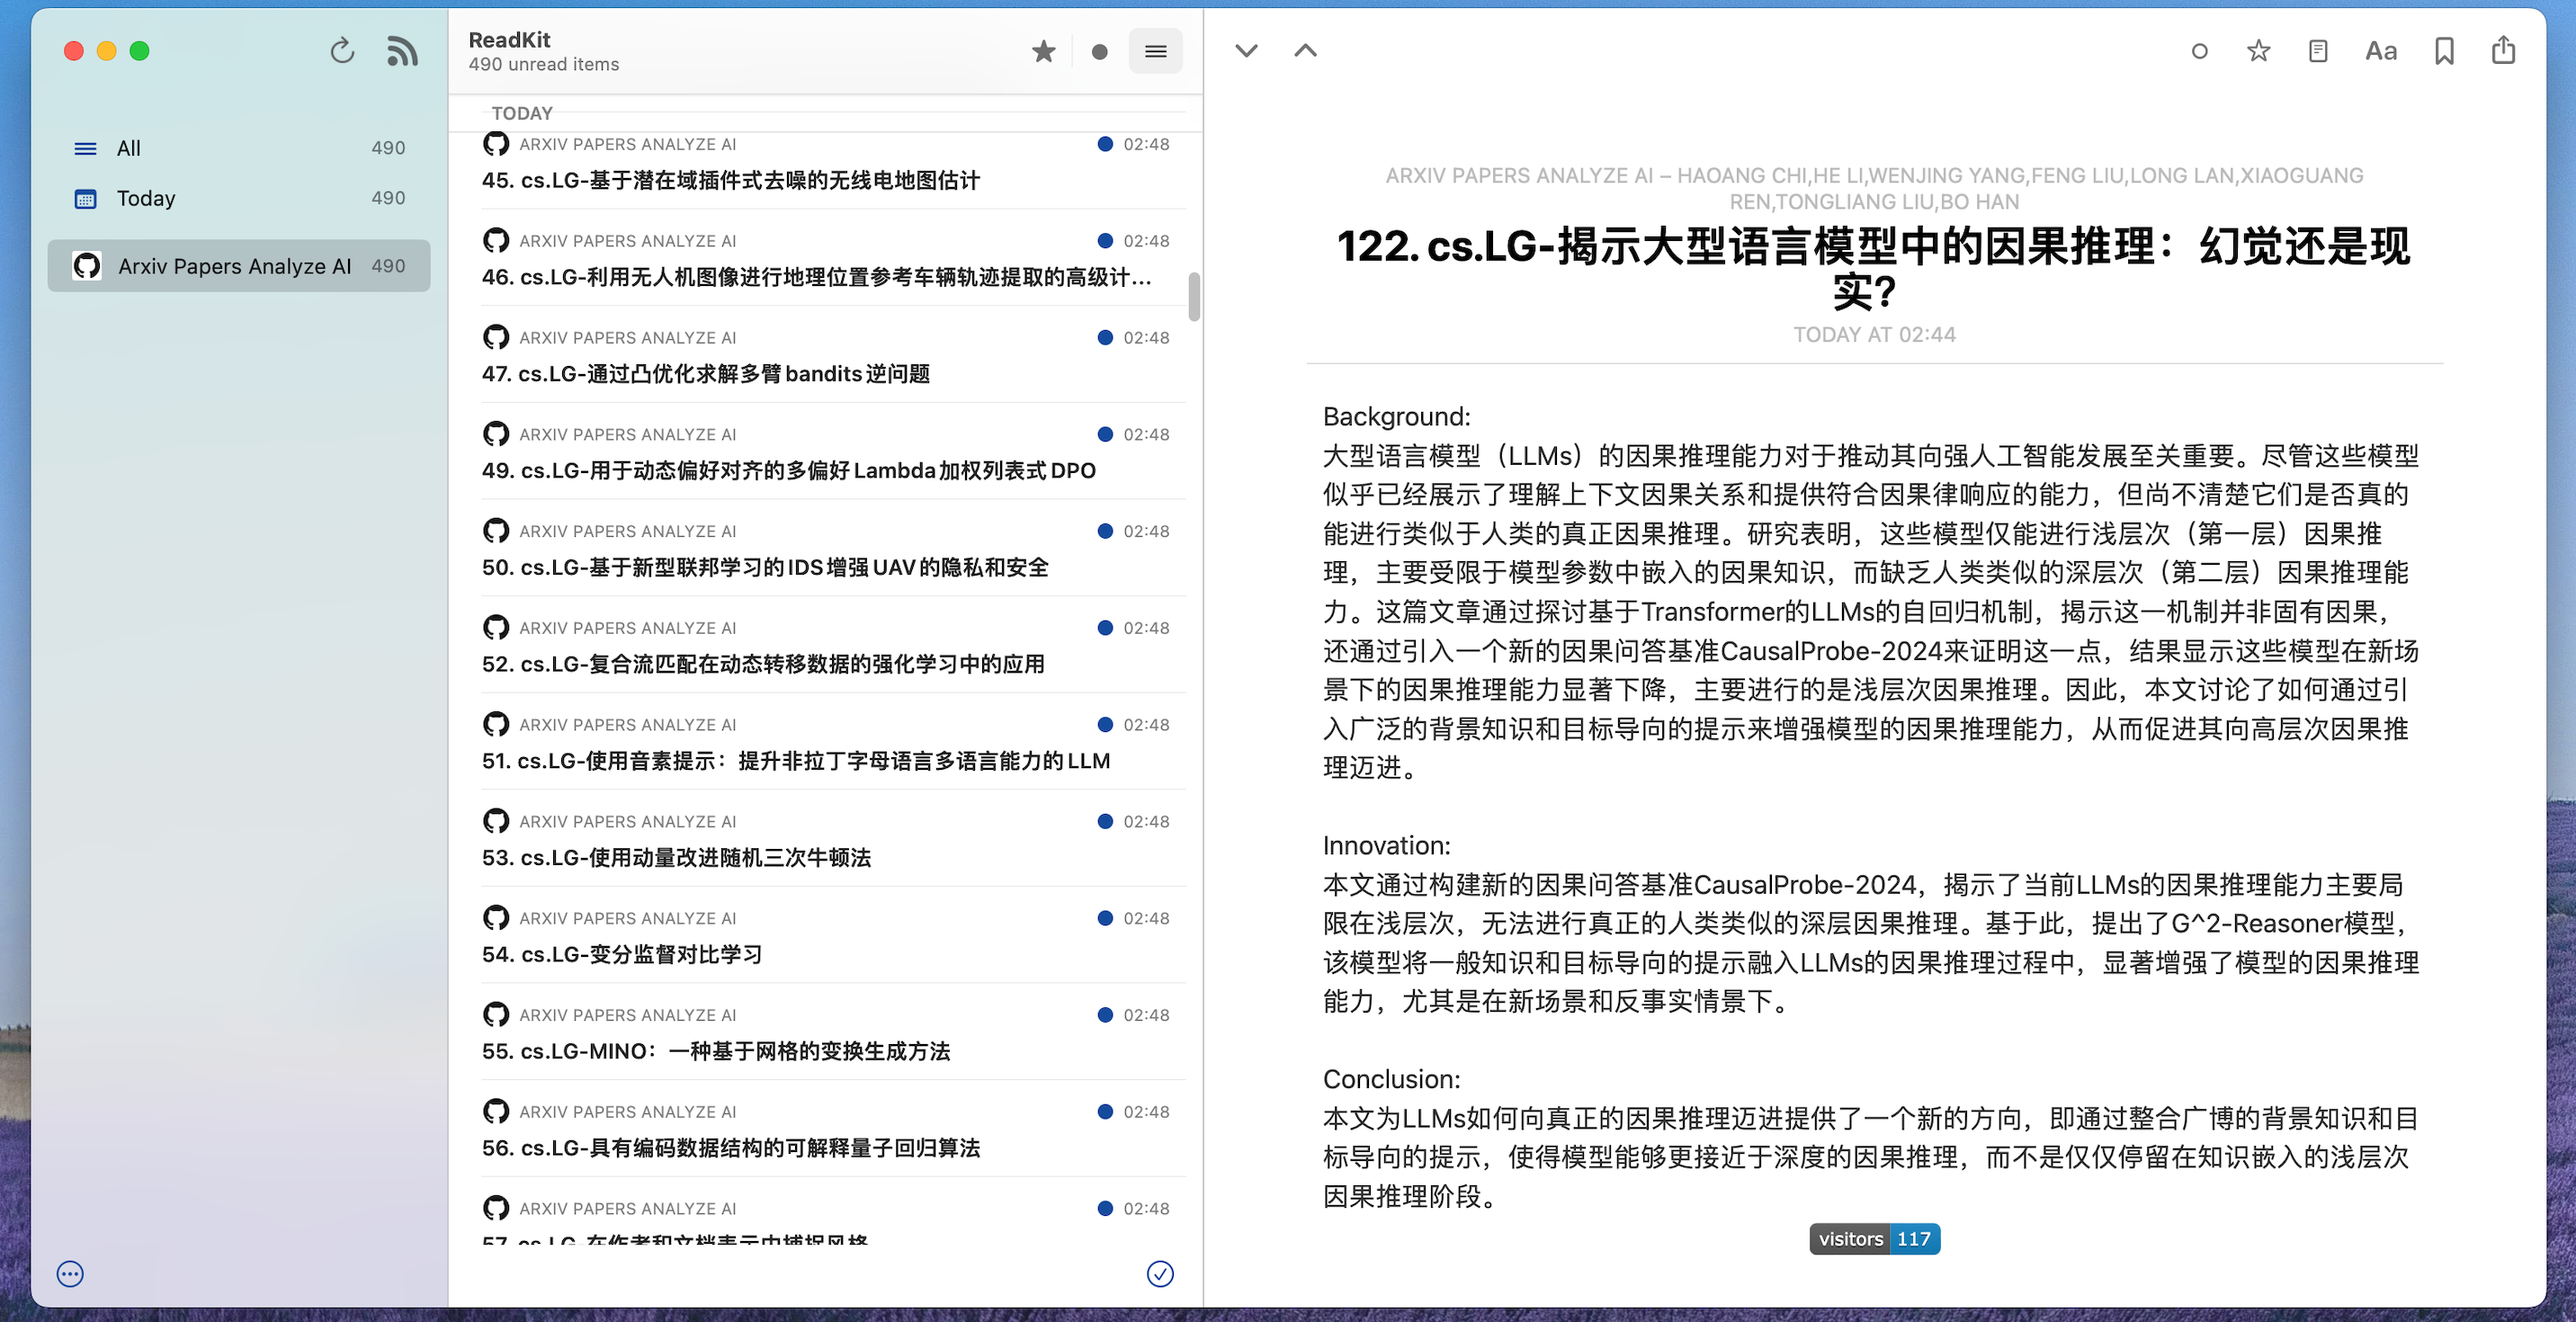 ReadKit
490 unread items
All 490
Today 490
Arxiv Papers Analyze AI 490
TODAY
ARXIV PAPERS ANALYZE AI 02:48
45. cs.LG-基于潜在域插件式去噪的无线电地图估计
ARXIV PAPERS ANALYZE AI 02:48
46. cs.LG-利用无人机图像进行地理位置参考车辆轨迹提取的高级计...
ARXIV PAPERS ANALYZE AI 02:48
47. cs.LG-通过凸优化求解多臂bandits逆问题
ARXIV PAPERS ANALYZE AI 02:48
49. cs.LG-用于动态偏好对齐的多偏好Lambda加权列表式DPO
ARXIV PAPERS ANALYZE AI 02:48
50. cs.LG-基于新型联邦学习的IDS增强UAV的隐私和安全
ARXIV PAPERS ANALYZE AI 02:48
52. cs.LG-复合流匹配在动态转移数据的强化学习中的应用
ARXIV PAPERS ANALYZE AI 02:48
51. cs.LG-使用音素提示：提升非拉丁字母语言多语言能力的LLM
ARXIV PAPERS ANALYZE AI 02:48
53. cs.LG-使用动量改进随机三次牛顿法
ARXIV PAPERS ANALYZE AI 02:48
54. cs.LG-变分监督对比学习
ARXIV PAPERS ANALYZE AI 02:48
55. cs.LG-MINO：一种基于网格的变换生成方法
ARXIV PAPERS ANALYZE AI 02:48
56. cs.LG-具有编码数据结构的可解释量子回归算法
ARXIV PAPERS ANALYZE AI 02:48
57. cs.LG-在作者和文档表示中捕捉风格
Aa
ARXIV PAPERS ANALYZE AI – HAOANG CHI,HE LI,WENJING YANG,FENG LIU,LONG LAN,XIAOGUANG
REN,TONGLIANG LIU,BO HAN
122. cs.LG-揭示大型语言模型中的因果推理：幻觉还是现
实?
TODAY AT 02:44
Background:
大型语言模型（LLMs）的因果推理能力对于推动其向强人工智能发展至关重要。尽管这些模型
似乎已经展示了理解上下文因果关系和提供符合因果律响应的能力，但尚不清楚它们是否真的
能进行类似于人类的真正因果推理。研究表明，这些模型仅能进行浅层次（第一层）因果推
理，主要受限于模型参数中嵌入的因果知识，而缺乏人类类似的深层次（第二层）因果推理能
力。这篇文章通过探讨基于Transformer的LLMs的自回归机制，揭示这一机制并非固有因果，
还通过引入一个新的因果问答基准CausalProbe-2024来证明这一点，结果显示这些模型在新场
景下的因果推理能力显著下降，主要进行的是浅层次因果推理。因此，本文讨论了如何通过引
入广泛的背景知识和目标导向的提示来增强模型的因果推理能力，从而促进其向高层次因果推
理迈进。
Innovation:
本文通过构建新的因果问答基准CausalProbe-2024，揭示了当前LLMs的因果推理能力主要局
限在浅层次，无法进行真正的人类类似的深层因果推理。基于此，提出了G^2-Reasoner模型，
该模型将一般知识和目标导向的提示融入LLMs的因果推理过程中，显著增强了模型的因果推理
能力，尤其是在新场景和反事实情景下。
Conclusion:
本文为LLMs如何向真正的因果推理迈进提供了一个新的方向，即通过整合广博的背景知识和目
标导向的提示，使得模型能够更接近于深度的因果推理，而不是仅仅停留在知识嵌入的浅层次
因果推理阶段。
visitors 117